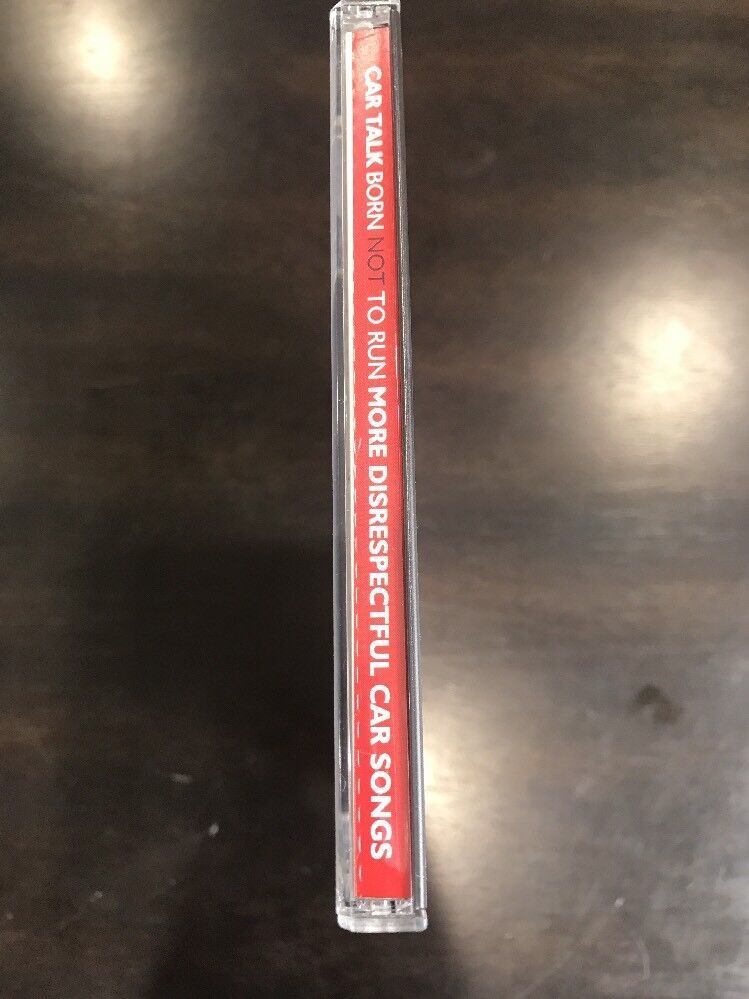 CAR TALK BORN NOT TO RUN MORE DISRESPECTFUL CAR SONGS